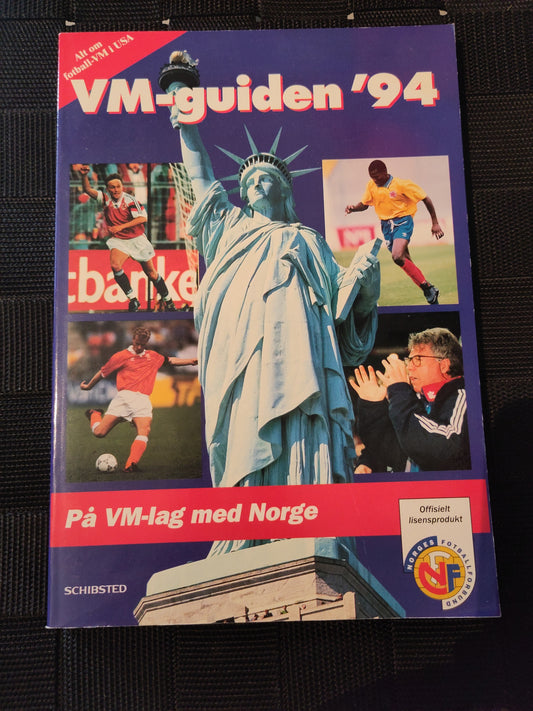 Alt om
fotball-VM i USA
VM-guiden '94
tbanke
På VM-lag med Norge
Offisielt
lisensprodukt
NORGES FOTBALLFORBUND
NF
SCHIBSTED